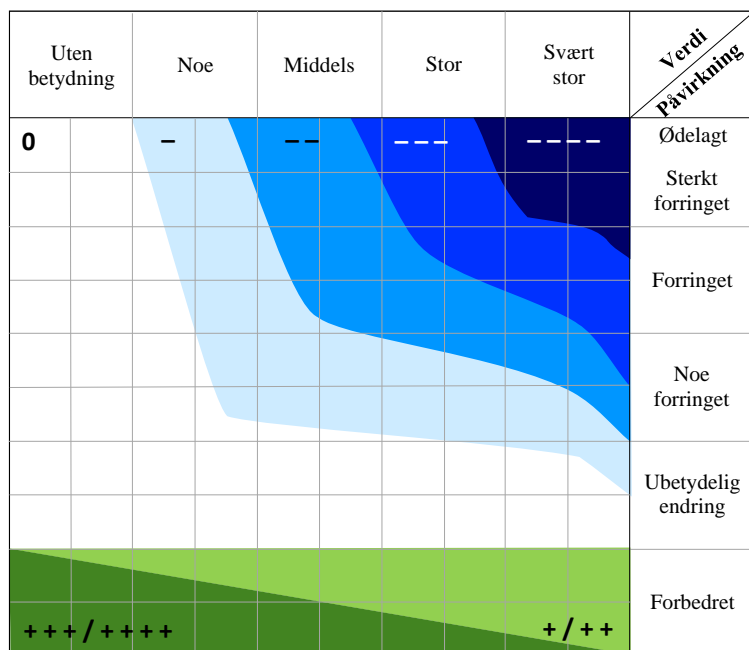 Uten
betydning
Noe
Middels
Stor
Svært
stor
Verdi
Påvirkning
0
–
– –
– – –
– – – –
Ødelagt
Sterkt
forringet
Forringet
Noe
forringet
Ubetydelig
endring
Forbedret
+++/++++
+/++